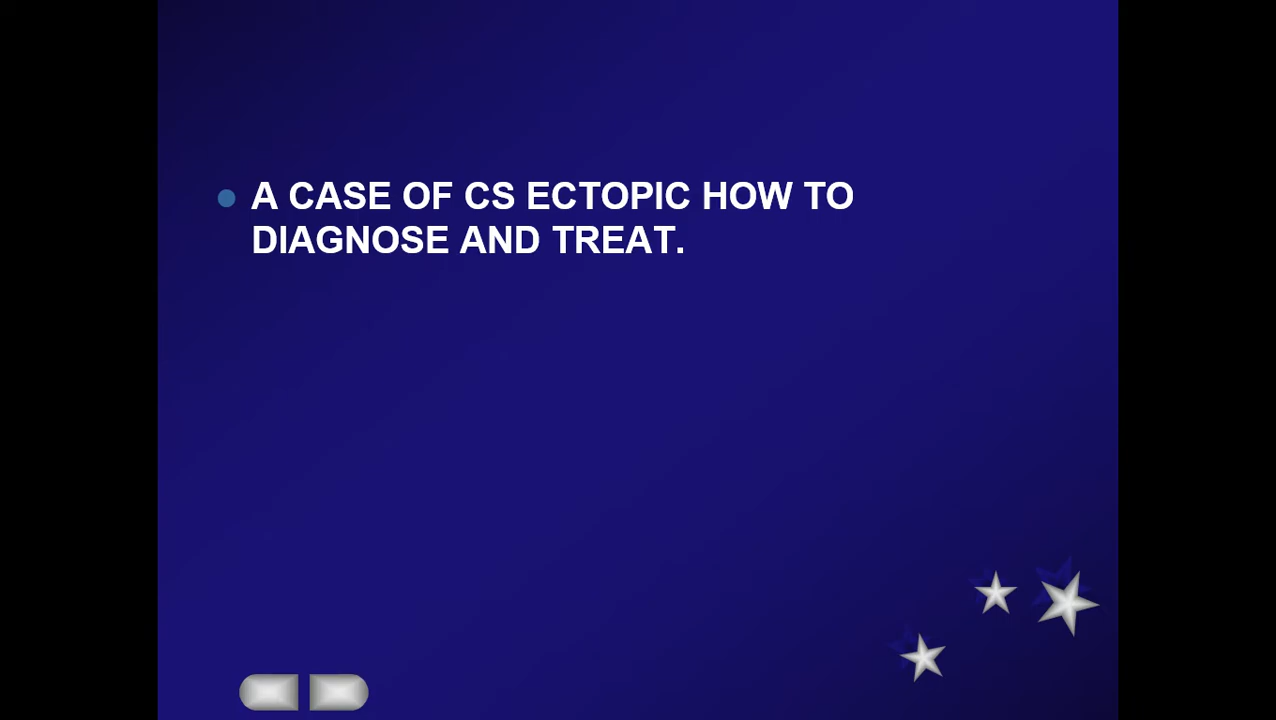 A CASE OF CS ECTOPIC HOW TO
DIAGNOSE AND TREAT.